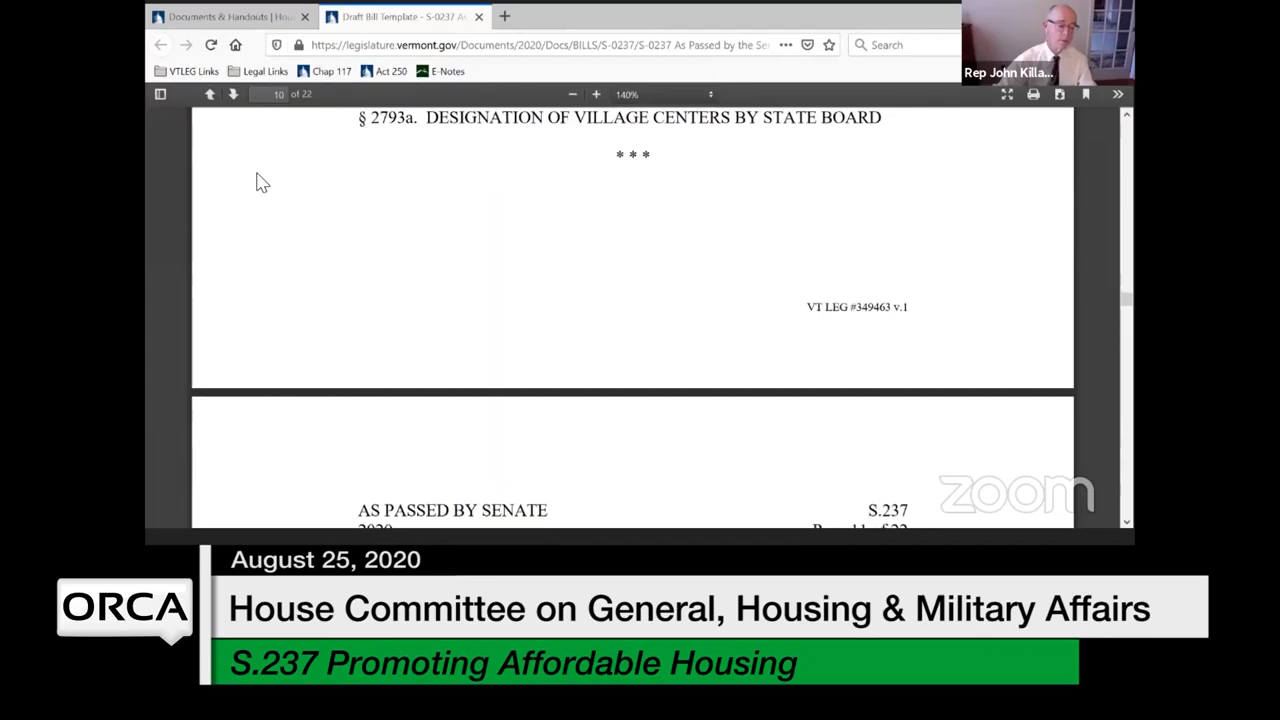 Documents & Handouts | Hou
Draft Bill Template - S-0237 As
https://legislature.vermont.gov/Documents/2020/Docs/BILLS/S-0237/S-0237 As Passed by the Se
Search
VTLEG Links
Legal Links
Chap 117
Act 250
E-Notes
Rep John Killa...
10 of 22
140%
§ 2793a. DESIGNATION OF VILLAGE CENTERS BY STATE BOARD
* * *
VT LEG #349463 v.1
AS PASSED BY SENATE
S.237
2020
zoom
August 25, 2020
ORCA
House Committee on General, Housing & Military Affairs
S.237 Promoting Affordable Housing